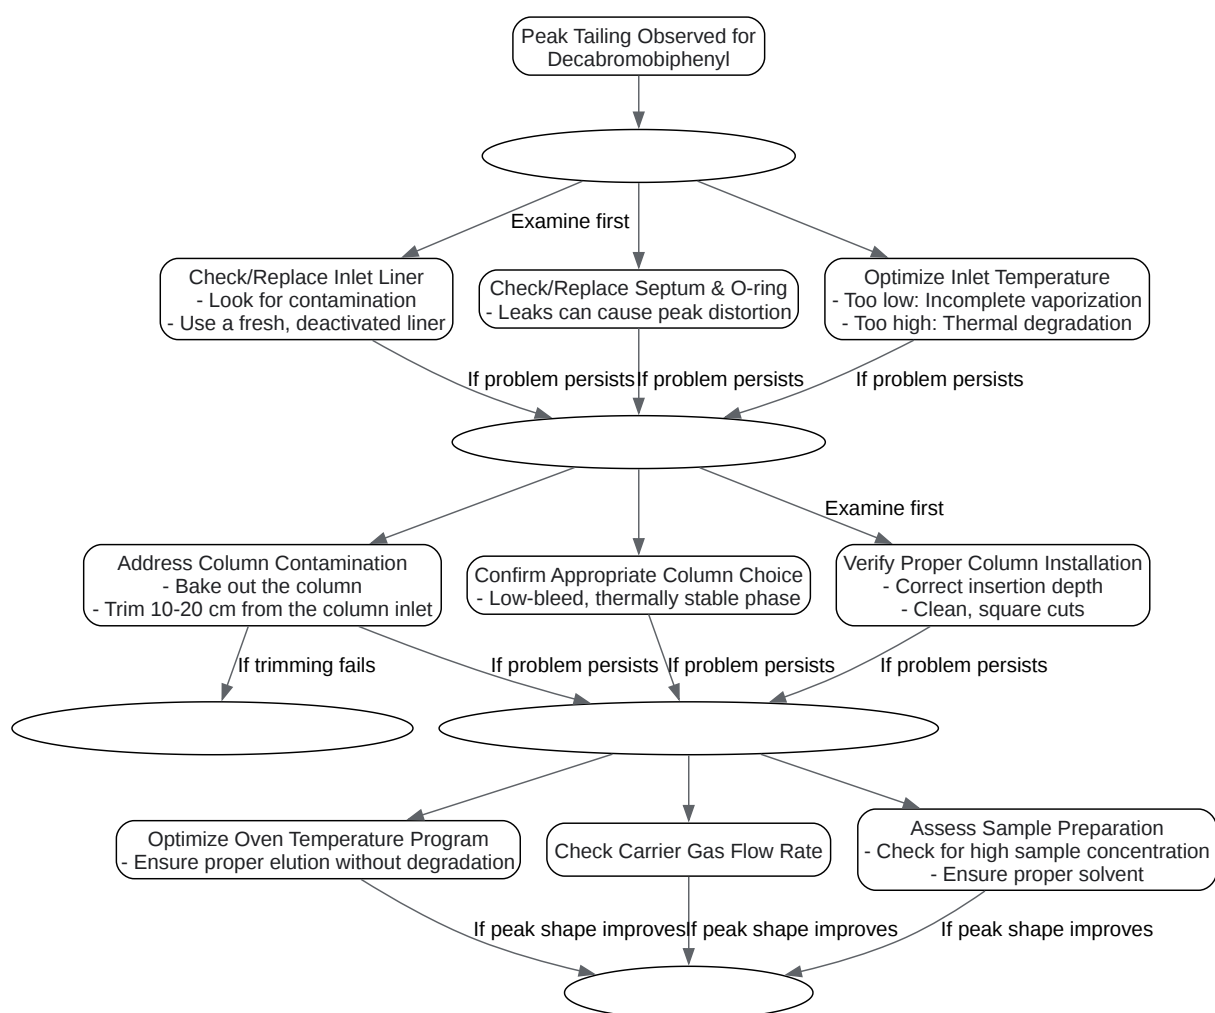 Peak Tailing Observed for
Decabromobiphenyl
Examine first
Check/Replace Inlet Liner
- Look for contamination
- Use a fresh, deactivated liner
Check/Replace Septum & O-ring
- Leaks can cause peak distortion
Optimize Inlet Temperature
- Too low: Incomplete vaporization
- Too high: Thermal degradation
If problem persists
If problem persists
If problem persists
Examine first
Address Column Contamination
- Bake out the column
- Trim 10-20 cm from the column inlet
Confirm Appropriate Column Choice
- Low-bleed, thermally stable phase
Verify Proper Column Installation
- Correct insertion depth
- Clean, square cuts
If trimming fails
If problem persists
If problem persists
If problem persists
Optimize Oven Temperature Program
- Ensure proper elution without degradation
Check Carrier Gas Flow Rate
Assess Sample Preparation
- Check for high sample concentration
- Ensure proper solvent
If peak shape improves
If peak shape improves
If peak shape improves